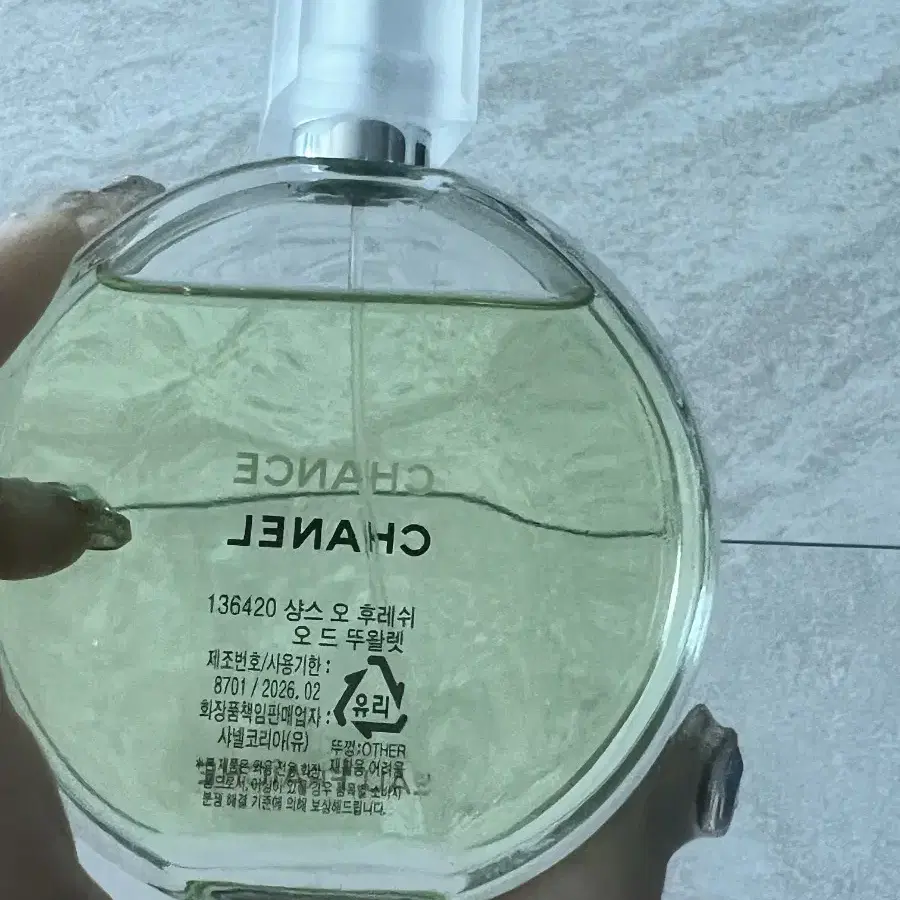 CHANCE
CHANEL
136420 샹스 오 후레쉬
오 드 뚜왈렛
제조번호/사용기한 :
8701 / 2026. 02
화장품책임판매업자 :
샤넬코리아(유)
유리
뚜껑:OTHER
재활용 어려움
분쟁 해결 기준에 의해 보상해드립니다.